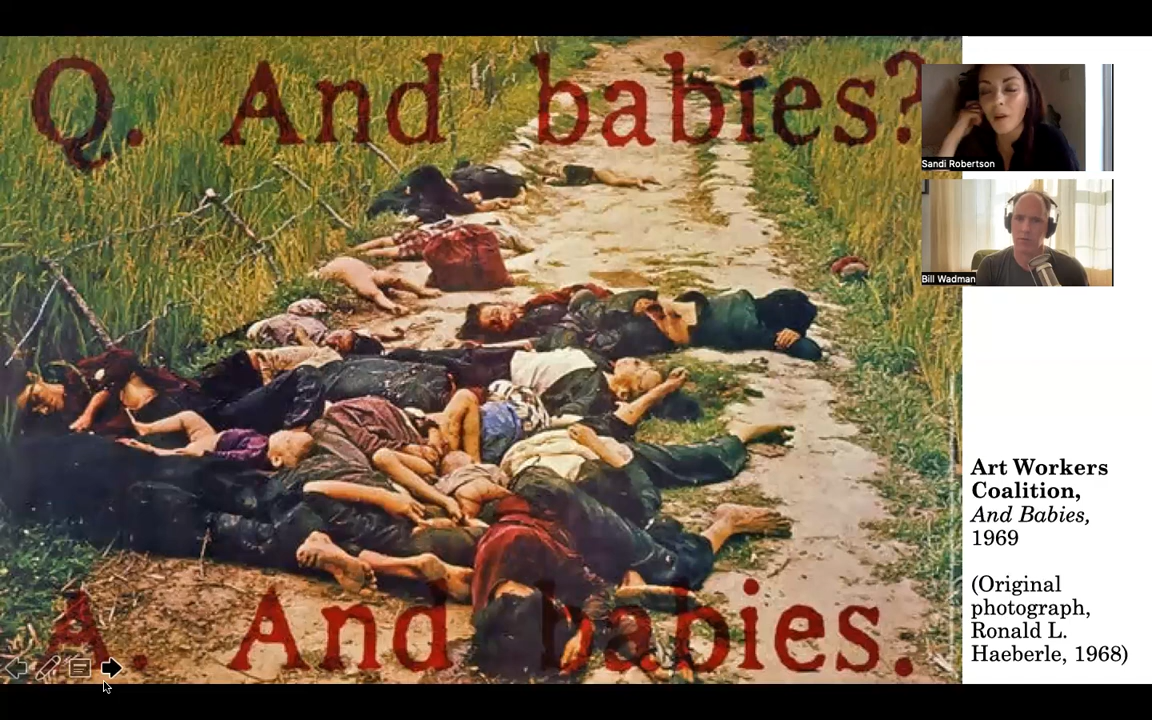 Q. And babies?
Sandi Robertson
Bill Wadman
Art Workers
Coalition,
And Babies,
1969
(Original
photograph,
Ronald L.
Haeberle, 1968)
A. And babies.